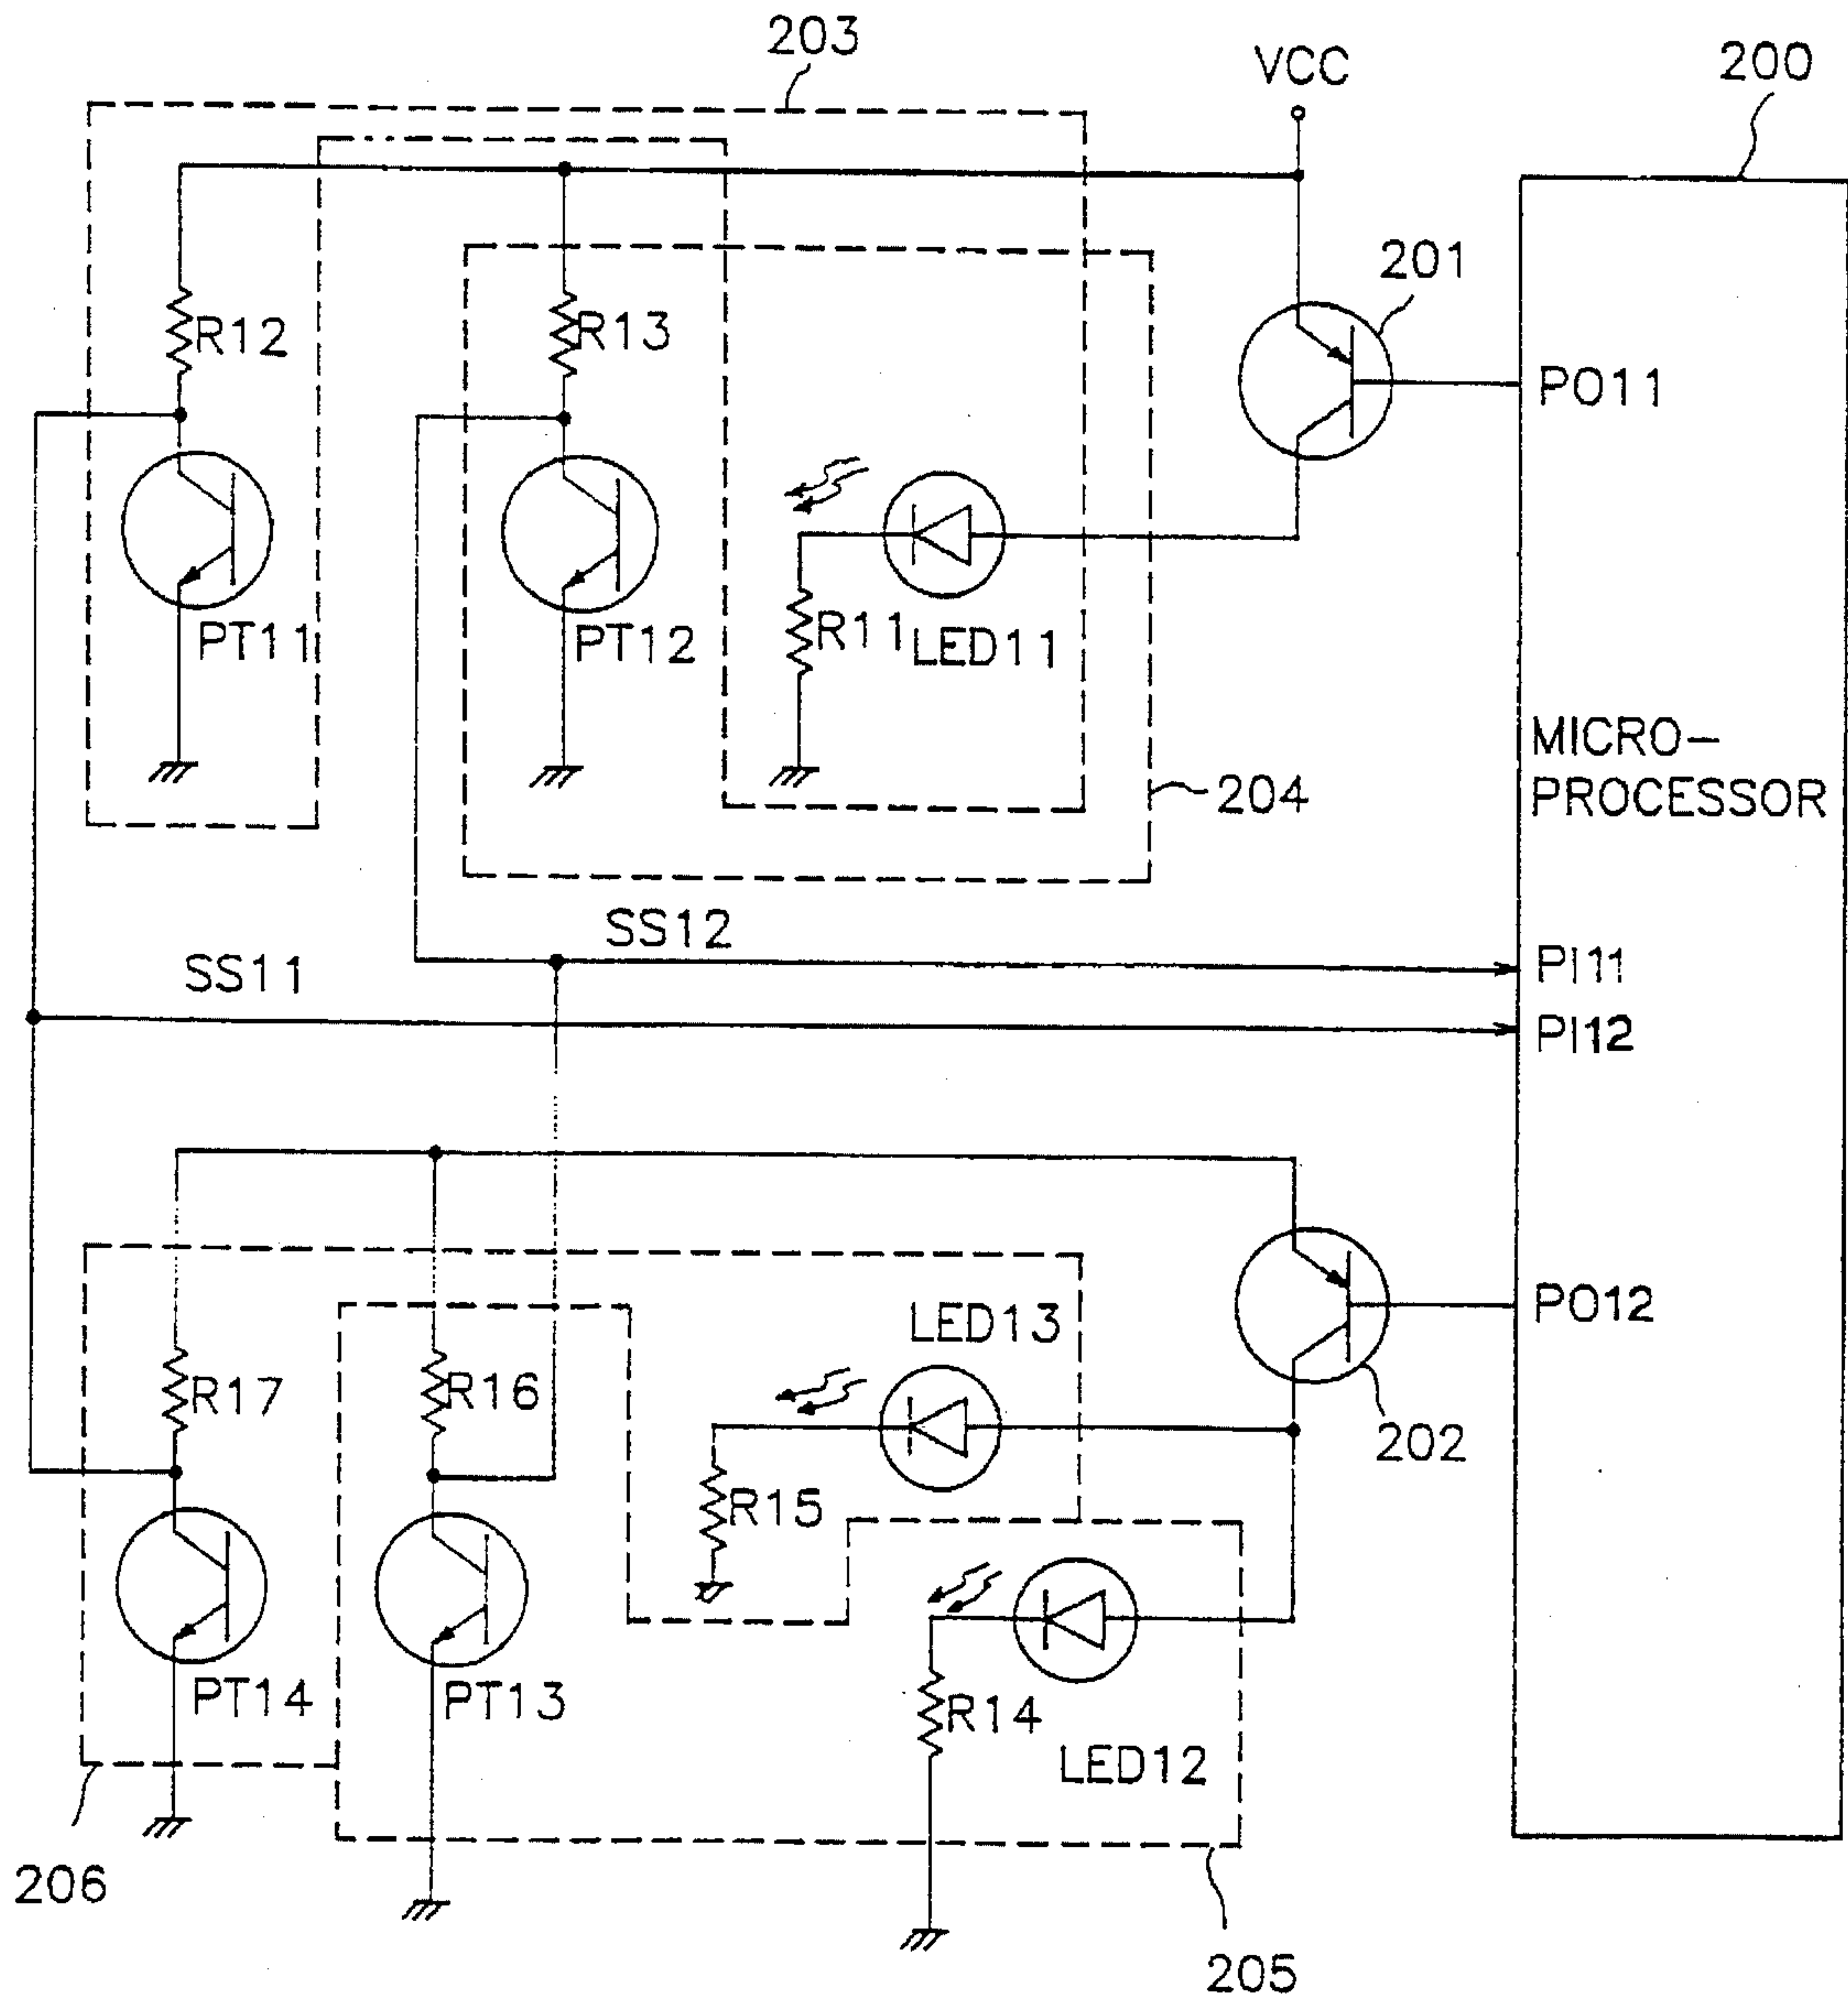 203
VCC
200
201
R12
R13
PO11
PT11
PT12
R11
LED11
MICRO-
PROCESSOR
204
SS12
SS11
PI11
PI12
PO12
LED13
R17
R16
202
R15
PT14
PT13
R14
LED12
206
205